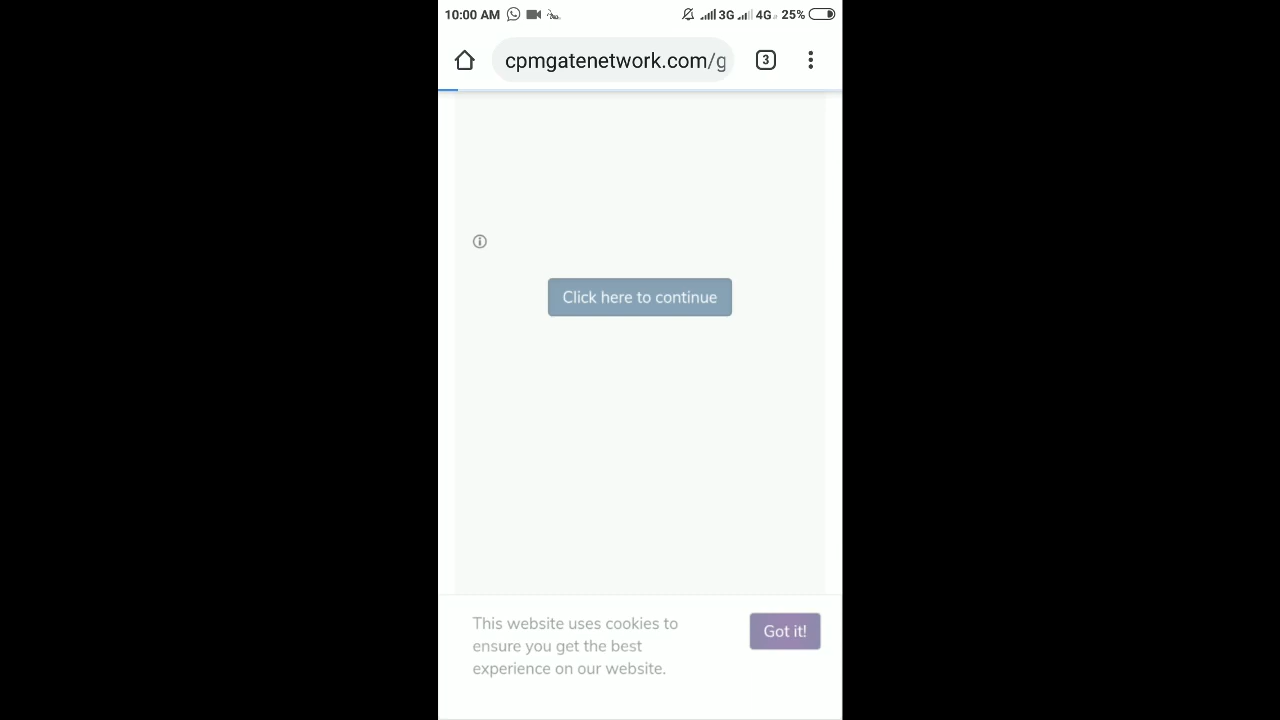 10:00 AM 3G 4G 25%
cpmgatenetwork.com/g 3
Click here to continue
This website uses cookies to
ensure you get the best
experience on our website.
Got it!